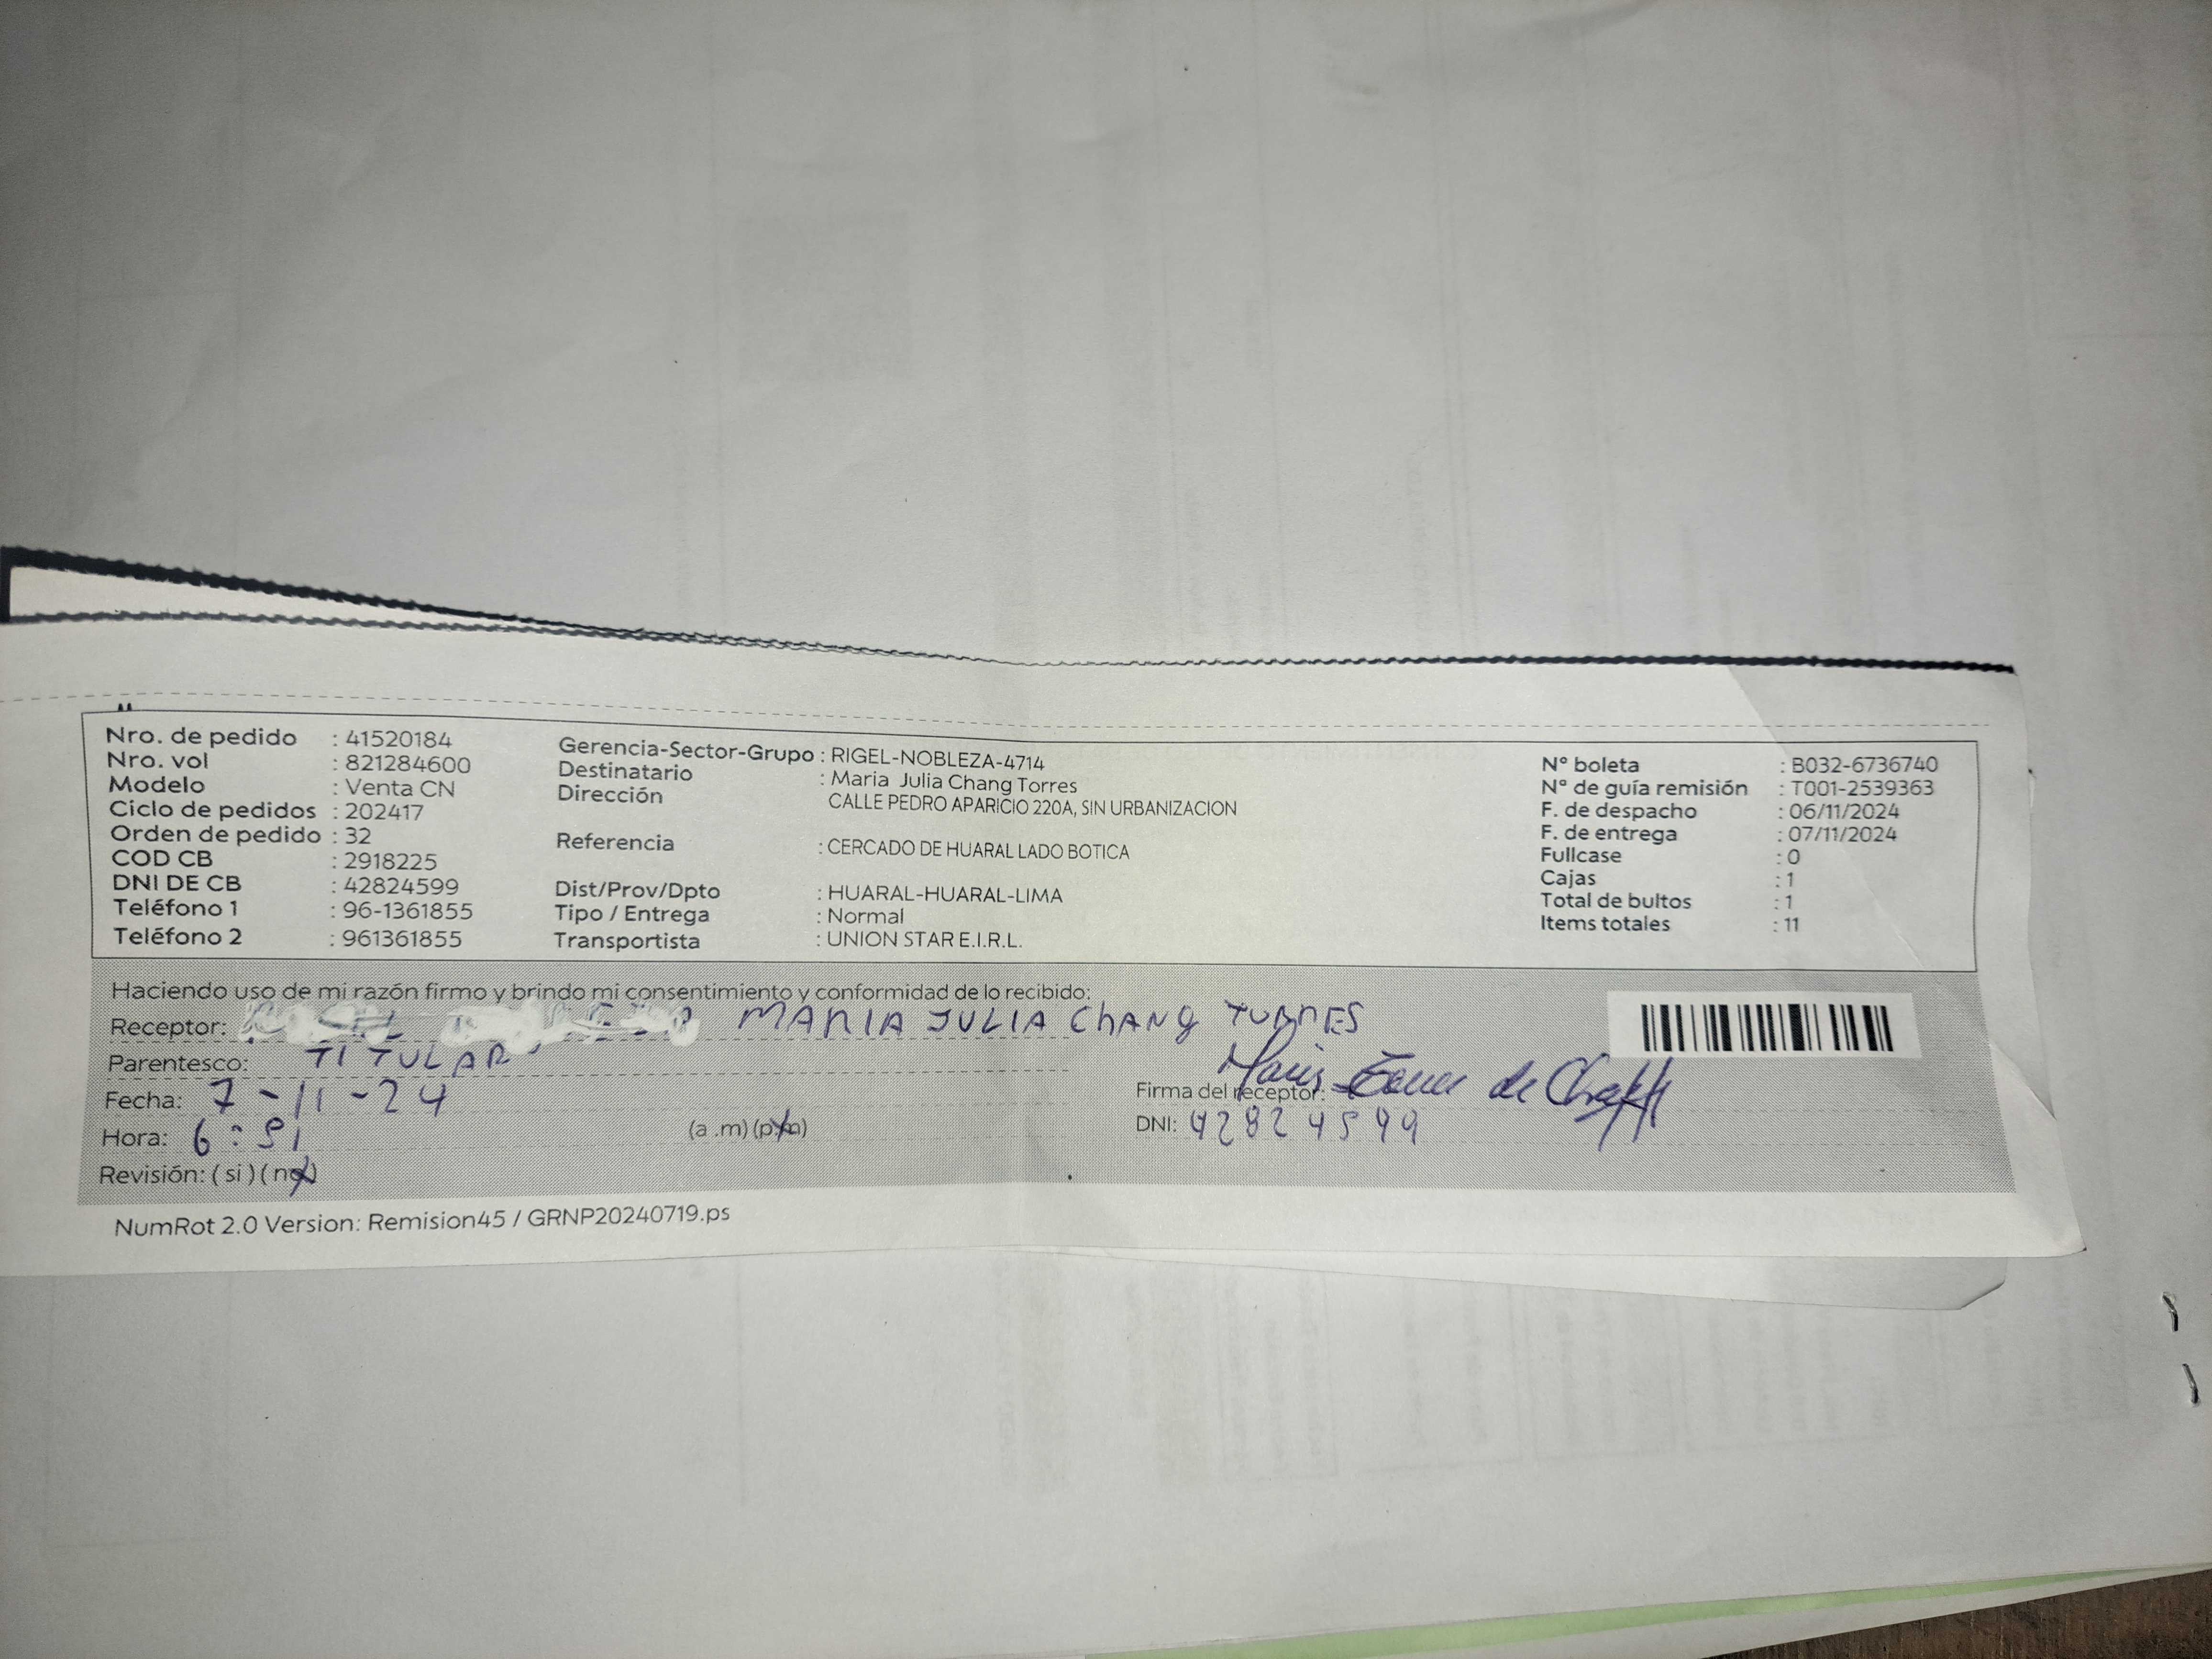 Nro. de pedido : 41520184
Nro. vol : 821284600
Modelo : Venta CN
Ciclo de pedidos : 202417
Orden de pedido : 32
COD CB : 2918225
DNI DE CB : 42824599
Teléfono 1 : 96-1361855
Teléfono 2 : 961361855
Gerencia-Sector-Grupo : RIGEL-NOBLEZA-4714
Destinatario : Maria Julia Chang Torres
Dirección CALLE PEDRO APARICIO 220A, SIN URBANIZACION
Referencia : CERCADO DE HUARAL LADO BOTICA
Dist/Prov/Dpto : HUARAL-HUARAL-LIMA
Tipo / Entrega : Normal
Transportista : UNION STAR E.I.R.L.
N° boleta : B032-6736740
N° de guía remisión : T001-2539363
F. de despacho : 06/11/2024
F. de entrega : 07/11/2024
Fullcase : 0
Cajas : 1
Total de bultos : 1
Items totales : 11
Haciendo uso de mi razón firmo y brindo mi consentimiento y conformidad de lo recibido:
Receptor: MARIA JULIA ChANg TORRES
Parentesco: TITULAR
Fecha: 7-11-24
Hora: 6:51 (a .m) (p.m)
Revisión: ( si ) ( no )
Firma del receptor: de
DNI: 42824599
NumRot 2.0 Version: Remision45 / GRNP20240719.ps